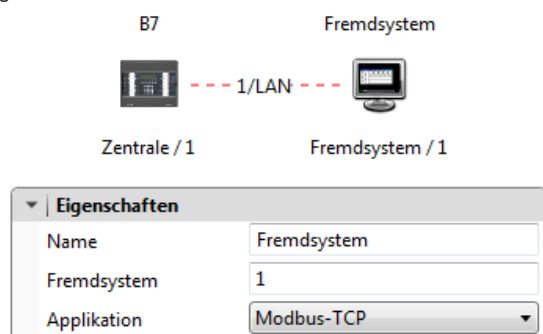 B7 Fremdsystem
1/LAN
Zentrale / 1 Fremdsystem / 1
Eigenschaften
Name Fremdsystem
Fremdsystem 1
Applikation Modbus-TCP